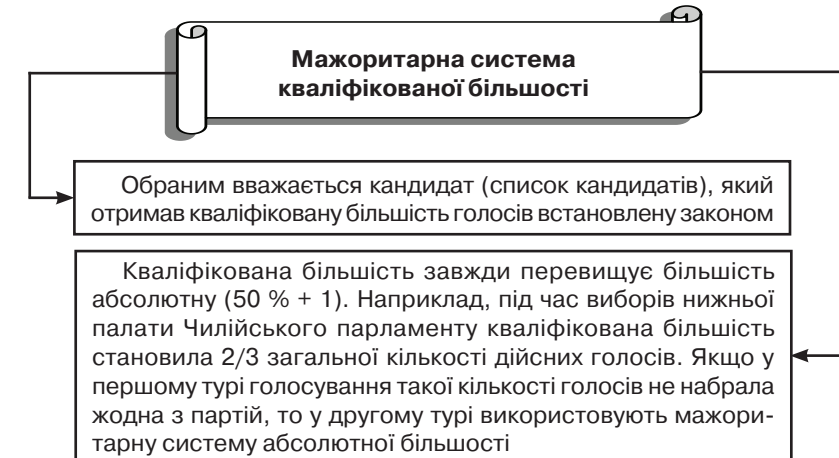 Мажоритарна система
кваліфікованої більшості
Обраним вважається кандидат (список кандидатів), який
отримав кваліфіковану більшість голосів встановлену законом
Кваліфікована більшість завжди перевищує більшість
абсолютну (50 % + 1). Наприклад, під час виборів нижньої
палати Чилійського парламенту кваліфікована більшість
становила 2/3 загальної кількості дійсних голосів. Якщо у
першому турі голосування такої кількості голосів не набрала
жодна з партій, то у другому турі використовують мажори-
тарну систему абсолютної більшості